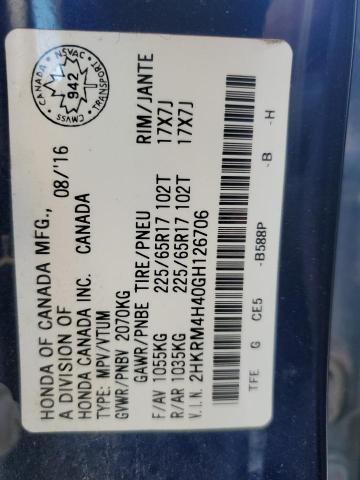 HONDA OF CANADA MFG., 08/'16
A DIVISION OF
HONDA CANADA INC. CANADA
TYPE: MPV/VTUM
GVWR/PNBV 2070KG
GAWR/PNBE TIRE/PNEU RIM/JANTE
F/AV 1055KG 225/65R17 102T 17X7J
R/AR 1035KG 225/65R17 102T 17X7J
V.I.N. 2HKRM4H40GH126706
TFE G CE5 -B588P -B -H
CANADA
NSVAC
942
TRANSPORT
CMVSS